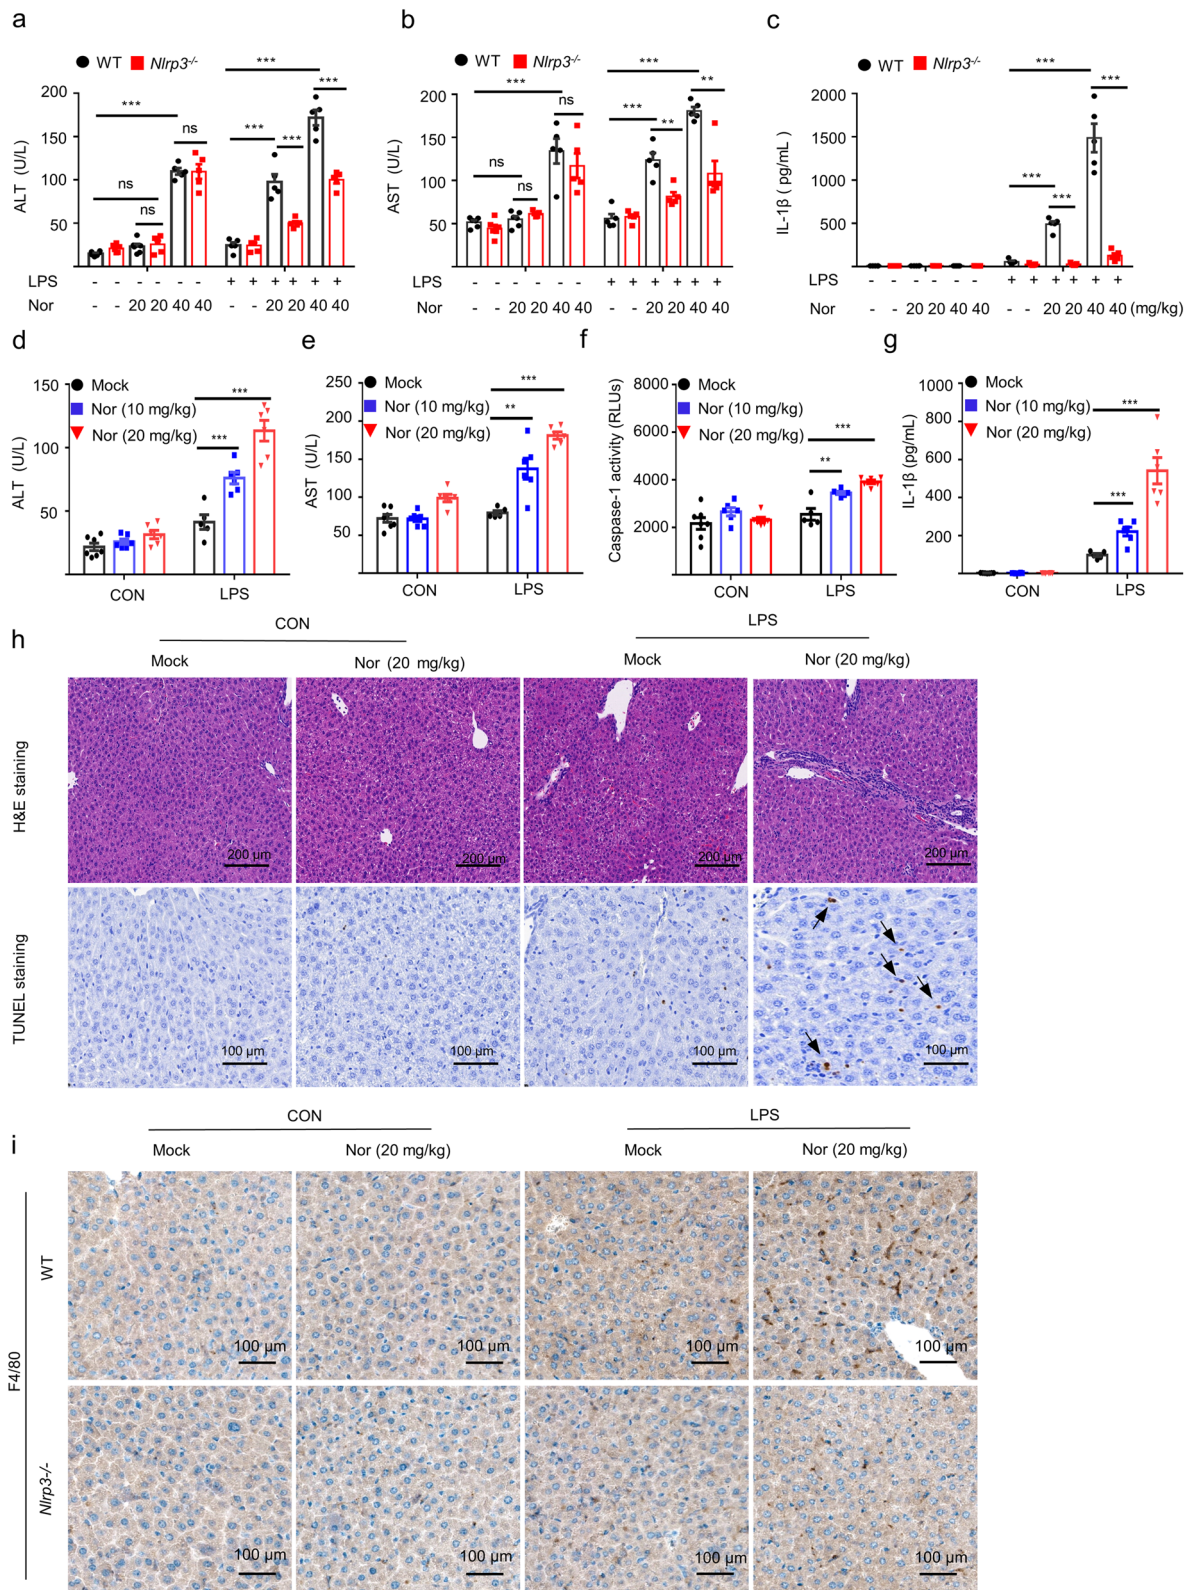 a
b
c
WT Nlrp3-/-
WT Nlrp3-/-
WT Nlrp3-/-
ALT (U/L)
200
150
100
50
***
ns
ns
***
ns
***
***
***
***
LPS - - - - - - + + + + + +
Nor - - 20 20 40 40 - - 20 20 40 40
AST (U/L)
200
150
100
50
***
ns
ns
ns
***
***
**
**
+ + + + + +
- - - - - -
- - 20 20 40 40 - - 20 20 40 40
LPS
Nor
IL-1β ( pg/mL )
2000
1500
1000
500
***
***
***
***
LPS - - - - - - + + + + + +
Nor - - 20 20 40 40 - - 20 20 40 40 (mg/kg)
d
e
f
g
ALT (U/L)
150
100
50
Mock
Nor (10 mg/kg)
Nor (20 mg/kg)
***
***
CON LPS
AST (U/L)
250
200
150
100
50
Mock
Nor (10 mg/kg)
Nor (20 mg/kg)
***
**
CON LPS
Caspase-1 activity (RLUs)
8000
6000
4000
2000
Mock
Nor (10 mg/kg)
Nor (20 mg/kg)
***
**
CON LPS
IL-1β (pg/mL)
1000
800
600
400
200
Mock
Nor (10 mg/kg)
Nor (20 mg/kg)
***
***
CON LPS
h
CON LPS
Mock Nor (20 mg/kg) Mock Nor (20 mg/kg)
H&E staining
200 μm 200 μm 200 μm 200 μm
TUNEL staining
100 μm 100 μm 100 μm 100 μm
i
CON LPS
Mock Nor (20 mg/kg) Mock Nor (20 mg/kg)
F4/80
WT
100 μm 100 μm 100 μm 100 μm
Nlrp3-/-
100 μm 100 μm 100 μm 100 μm